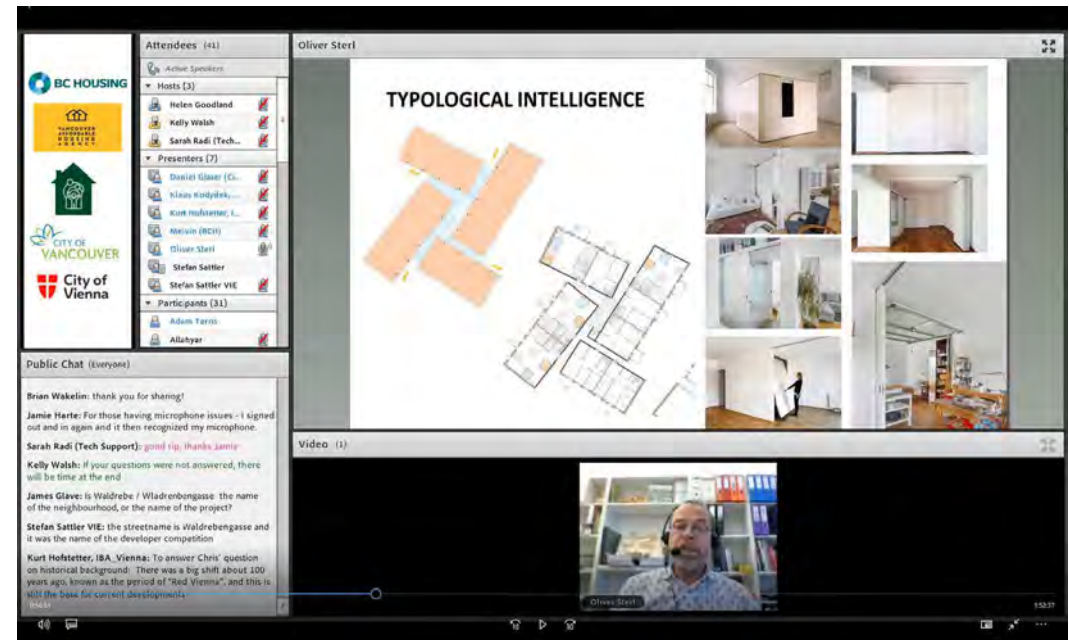 BC HOUSING
VANCOUVER
AFFORDABLE
HOUSING
AGENCY
CITY OF
VANCOUVER
City of
Vienna
Attendees (41)
Active Speakers
Hosts (3)
Helen Goodland
Kelly Walsh
Sarah Radi (Tech...
Presenters (7)
Daniel Glaser (Ci...
Klaus Kodydek,...
Kurt Hofstetter, I...
Melvin (BCH)
Oliver Sterl
Stefan Sattler
Stefan Sattler VIE
Participants (31)
Adam
Allahyar
Public Chat (Everyone)
Brian Wakelin: thank you for sharing!
Jamie Harte: For those having microphone issues - I signed
out and in again and it then recognized my microphone.
Sarah Radi (Tech Support): good tip, thanks Jamie
Kelly Walsh: If your questions were not answered, there
will be time at the end
James Glave: Is Waldrebe / Wladrenbengasse the name
of the neighbourhood, or the name of the project?
Stefan Sattler VIE: the streetname is Waldrebengasse and
it was the name of the developer competition
Kurt Hofstetter, IBA_Vienna: To answer Chris' question
on historical background: There was a big shift about 100
years ago, known as the period of "Red Vienna", and this is
still the base for current developments
Oliver Sterl
TYPOLOGICAL INTELLIGENCE
Video (1)
Oliver Sterl
1:52:37
10
30